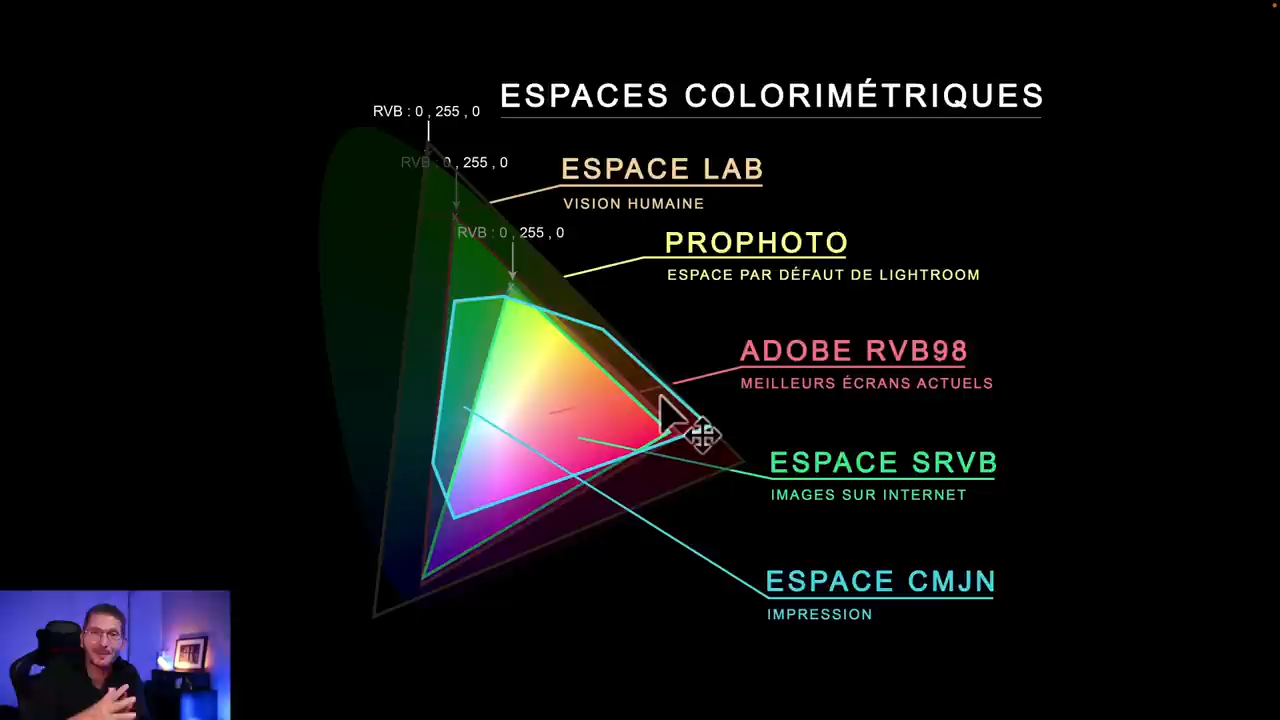 ESPACES COLORIMÉTRIQUES
RVB : 0 , 255 , 0
RVB : 0 , 255 , 0
RVB : 0 , 255 , 0
ESPACE LAB
VISION HUMAINE
PROPHOTO
ESPACE PAR DÉFAUT DE LIGHTROOM
ADOBE RVB98
MEILLEURS ÉCRANS ACTUELS
ESPACE SRVB
IMAGES SUR INTERNET
ESPACE CMJN
IMPRESSION